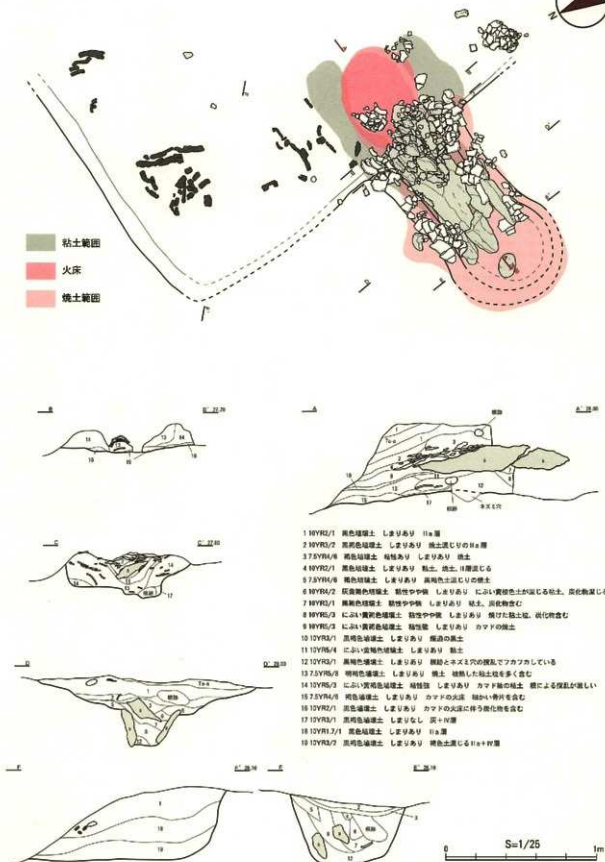 N
粘土範囲
火床
焼土範囲
B
B' 27.70
A
A' 28.00
C
C' 27.80
D
D' 28.00
Ta-a
根跡
ネズミ穴
1 10YR2/1 黒色埴壌土 しまりあり Ⅱa層
2 10YR3/2 黒褐色埴壌土 しまりあり 焼土混じりのⅡa層
3 7.5YR4/6 褐色埴壌土 しまりあり 焼土
4 10YR2/1 黒色埴壌土 しまりあり 粘土、焼土、Ⅱ層混じる
5 7.5YR4/6 褐色埴壌土 しまりあり 黒褐色土混じりの焼土
6 10YR4/2 灰黄褐色埴壌土 粘性やや強 しまりあり にぶい黄橙色土が混じる粘土、炭化物混じる
7 10YR3/1 黒褐色埴壌土 粘性やや強 しまりあり 粘土、炭化物含む
8 10YR5/3 にぶい黄褐色埴壌土 粘性やや強 しまりあり 焼けた粘土粒、炭化物含む
9 10YR5/3 にぶい黄褐色埴壌土 粘性強 しまりあり カマドの焼土
10 10YR3/1 黒褐色埴壌土 しまりあり 煙道の黒土
11 10YR5/4 にぶい黄褐色埴壌土 しまりあり 粘土
12 10YR3/1 黒褐色埴壌土 しまりあり 根跡とネズミ穴の攪乱でフカフカしている
13 7.5YR5/8 明褐色埴壌土 しまりあり 焼土 被熱した粘土粒を多く含む
14 10YR5/3 にぶい黄褐色埴壌土 粘性強 しまりあり カマド袖の粘土 根による攪乱が激しい
15 7.5YR4/6 褐色埴壌土 しまりあり カマドの火床 細かい骨片を含む
16 10YR2/1 黒色埴壌土 しまりあり カマドの火床に伴う炭化物を含む
17 10YR3/1 黒褐色埴壌土 しまりなし 灰+Ⅳ層
18 10YR1.7/1 黒色埴壌土 しまりあり Ⅱa層
19 10YR3/2 黒褐色埴壌土 しまりあり 褐色土混じるⅡa+Ⅳ層
S=1/25
0 1m